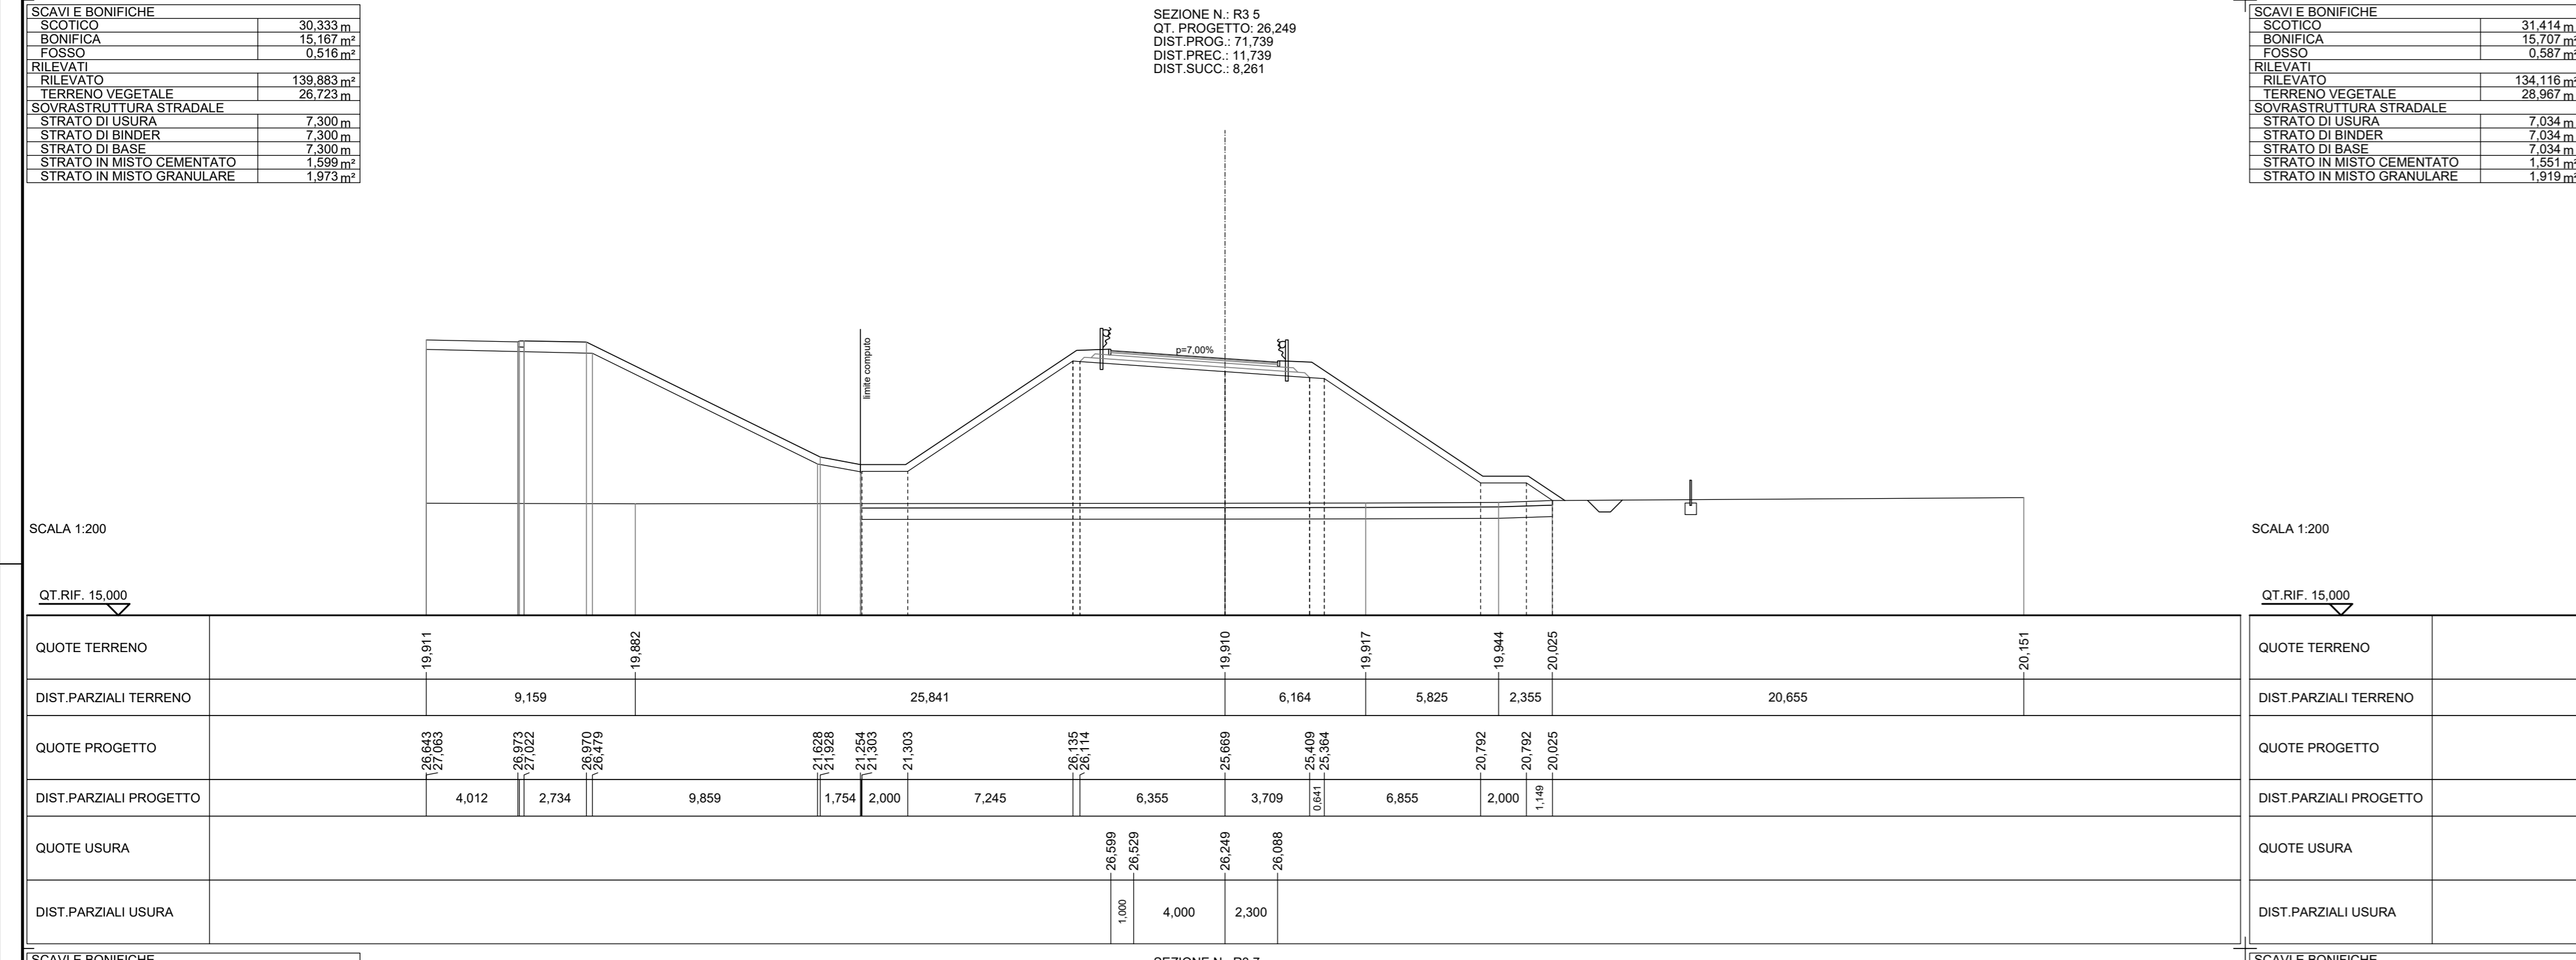 SCAVI E BONIFICHE
SCOTICO 30,333 m
BONIFICA 15,167 m²
FOSSO 0,516 m²
RILEVATI
RILEVATO 139,883 m²
TERRENO VEGETALE 26,723 m
SOVRASTRUTTURA STRADALE
STRATO DI USURA 7,300 m
STRATO DI BINDER 7,300 m
STRATO DI BASE 7,300 m
STRATO IN MISTO CEMENTATO 1,599 m²
STRATO IN MISTO GRANULARE 1,973 m²
SEZIONE N.: R3 5
QT. PROGETTO: 26,249
DIST.PROG.: 71,739
DIST.PREC.: 11,739
DIST.SUCC.: 8,261
SCAVI E BONIFICHE
SCOTICO 31,414 m
BONIFICA 15,707 m²
FOSSO 0,587 m²
RILEVATI
RILEVATO 134,116 m²
TERRENO VEGETALE 28,967 m
SOVRASTRUTTURA STRADALE
STRATO DI USURA 7,034 m
STRATO DI BINDER 7,034 m
STRATO DI BASE 7,034 m
STRATO IN MISTO CEMENTATO 1,551 m²
STRATO IN MISTO GRANULARE 1,919 m²
limite computo
p=7,00%
SCALA 1:200
SCALA 1:200
QT.RIF. 15,000
QT.RIF. 15,000
QUOTE TERRENO 19,911 19,882 19,910 19,917 19,944 20,025 20,151
DIST.PARZIALI TERRENO 9,159 25,841 6,164 5,825 2,355 20,655
QUOTE PROGETTO 26,643 27,063 26,973 27,022 26,970 26,479 21,628 21,928 21,254 21,303 21,303 26,135 26,114 25,669 25,409 25,364 20,792 20,792 20,025
DIST.PARZIALI PROGETTO 4,012 2,734 9,859 1,754 2,000 7,245 6,355 3,709 0,641 6,855 2,000 1,149
QUOTE USURA 26,599 26,529 26,249 26,088
DIST.PARZIALI USURA 1,000 4,000 2,300
QUOTE TERRENO
DIST.PARZIALI TERRENO
QUOTE PROGETTO
DIST.PARZIALI PROGETTO
QUOTE USURA
DIST.PARZIALI USURA
SCAVI E BONIFICHE
SEZIONE N.: R3 7
SCAVI E BONIFICHE